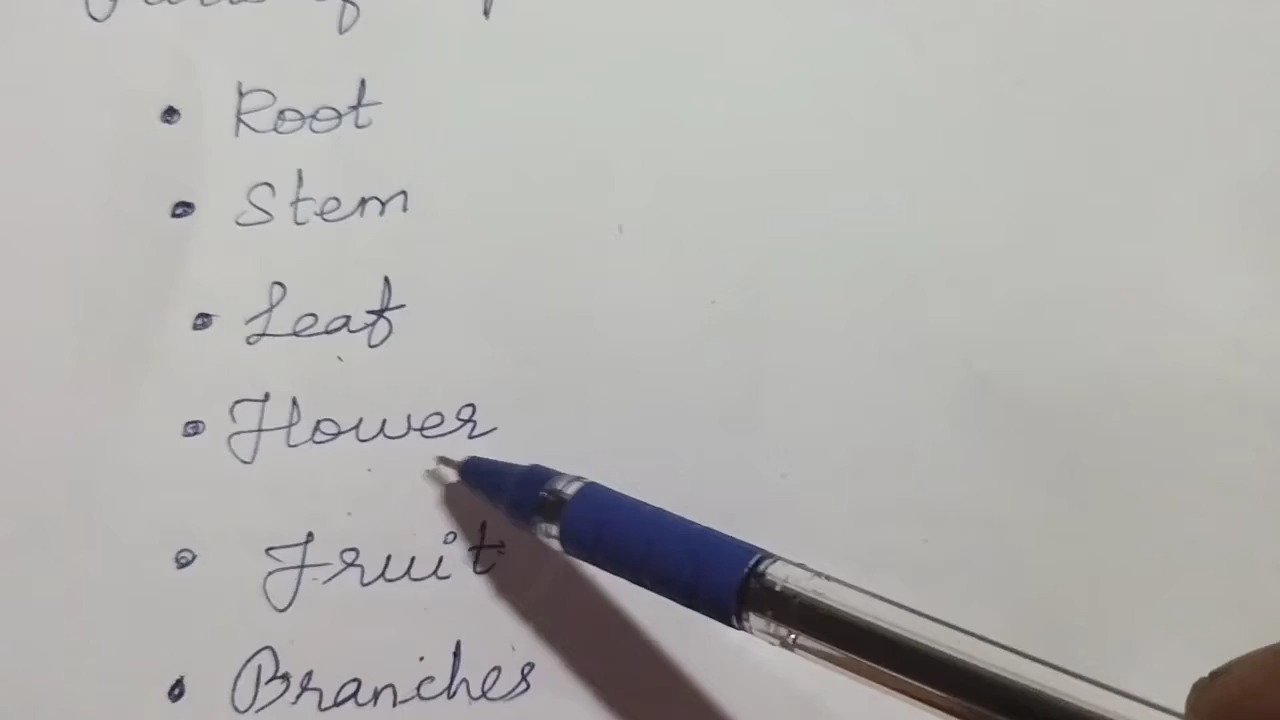 • Root
• Stem
• Leaf
• Flower
• Fruit
• Branches